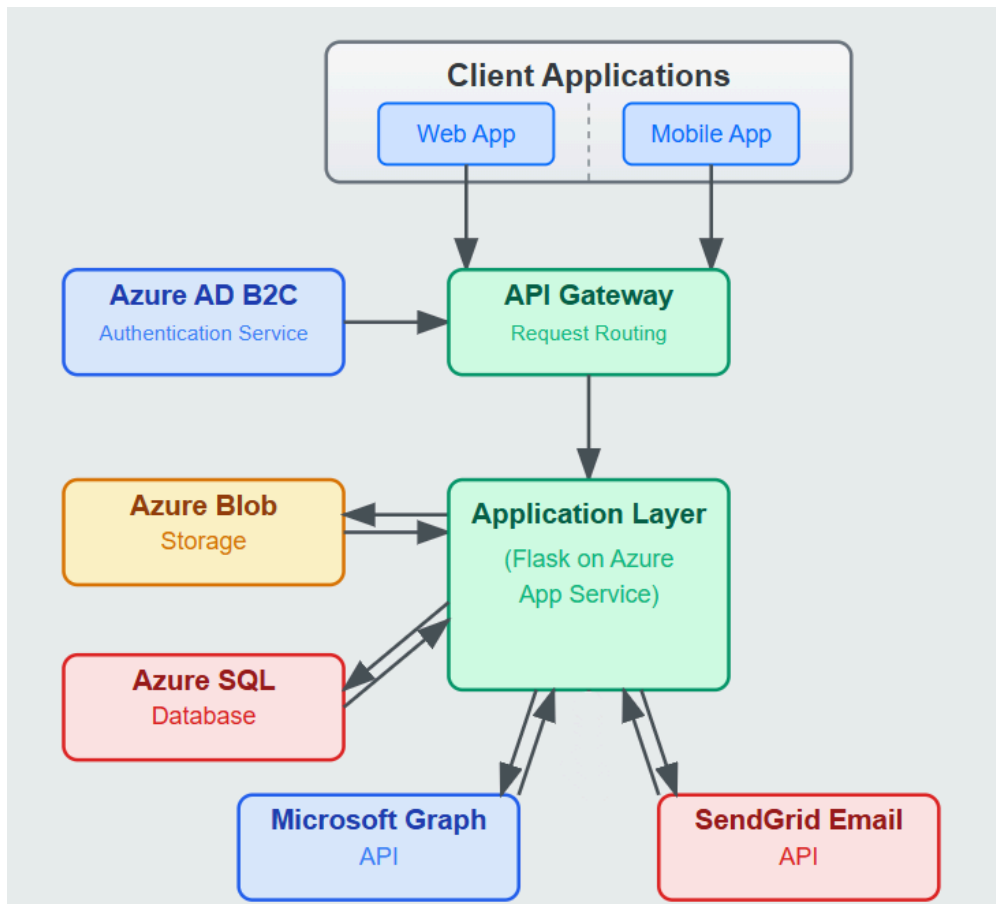 Client Applications
Web App
Mobile App
Azure AD B2C
Authentication Service
API Gateway
Request Routing
Azure Blob
Storage
Application Layer
(Flask on Azure
App Service)
Azure SQL
Database
Microsoft Graph
API
SendGrid Email
API